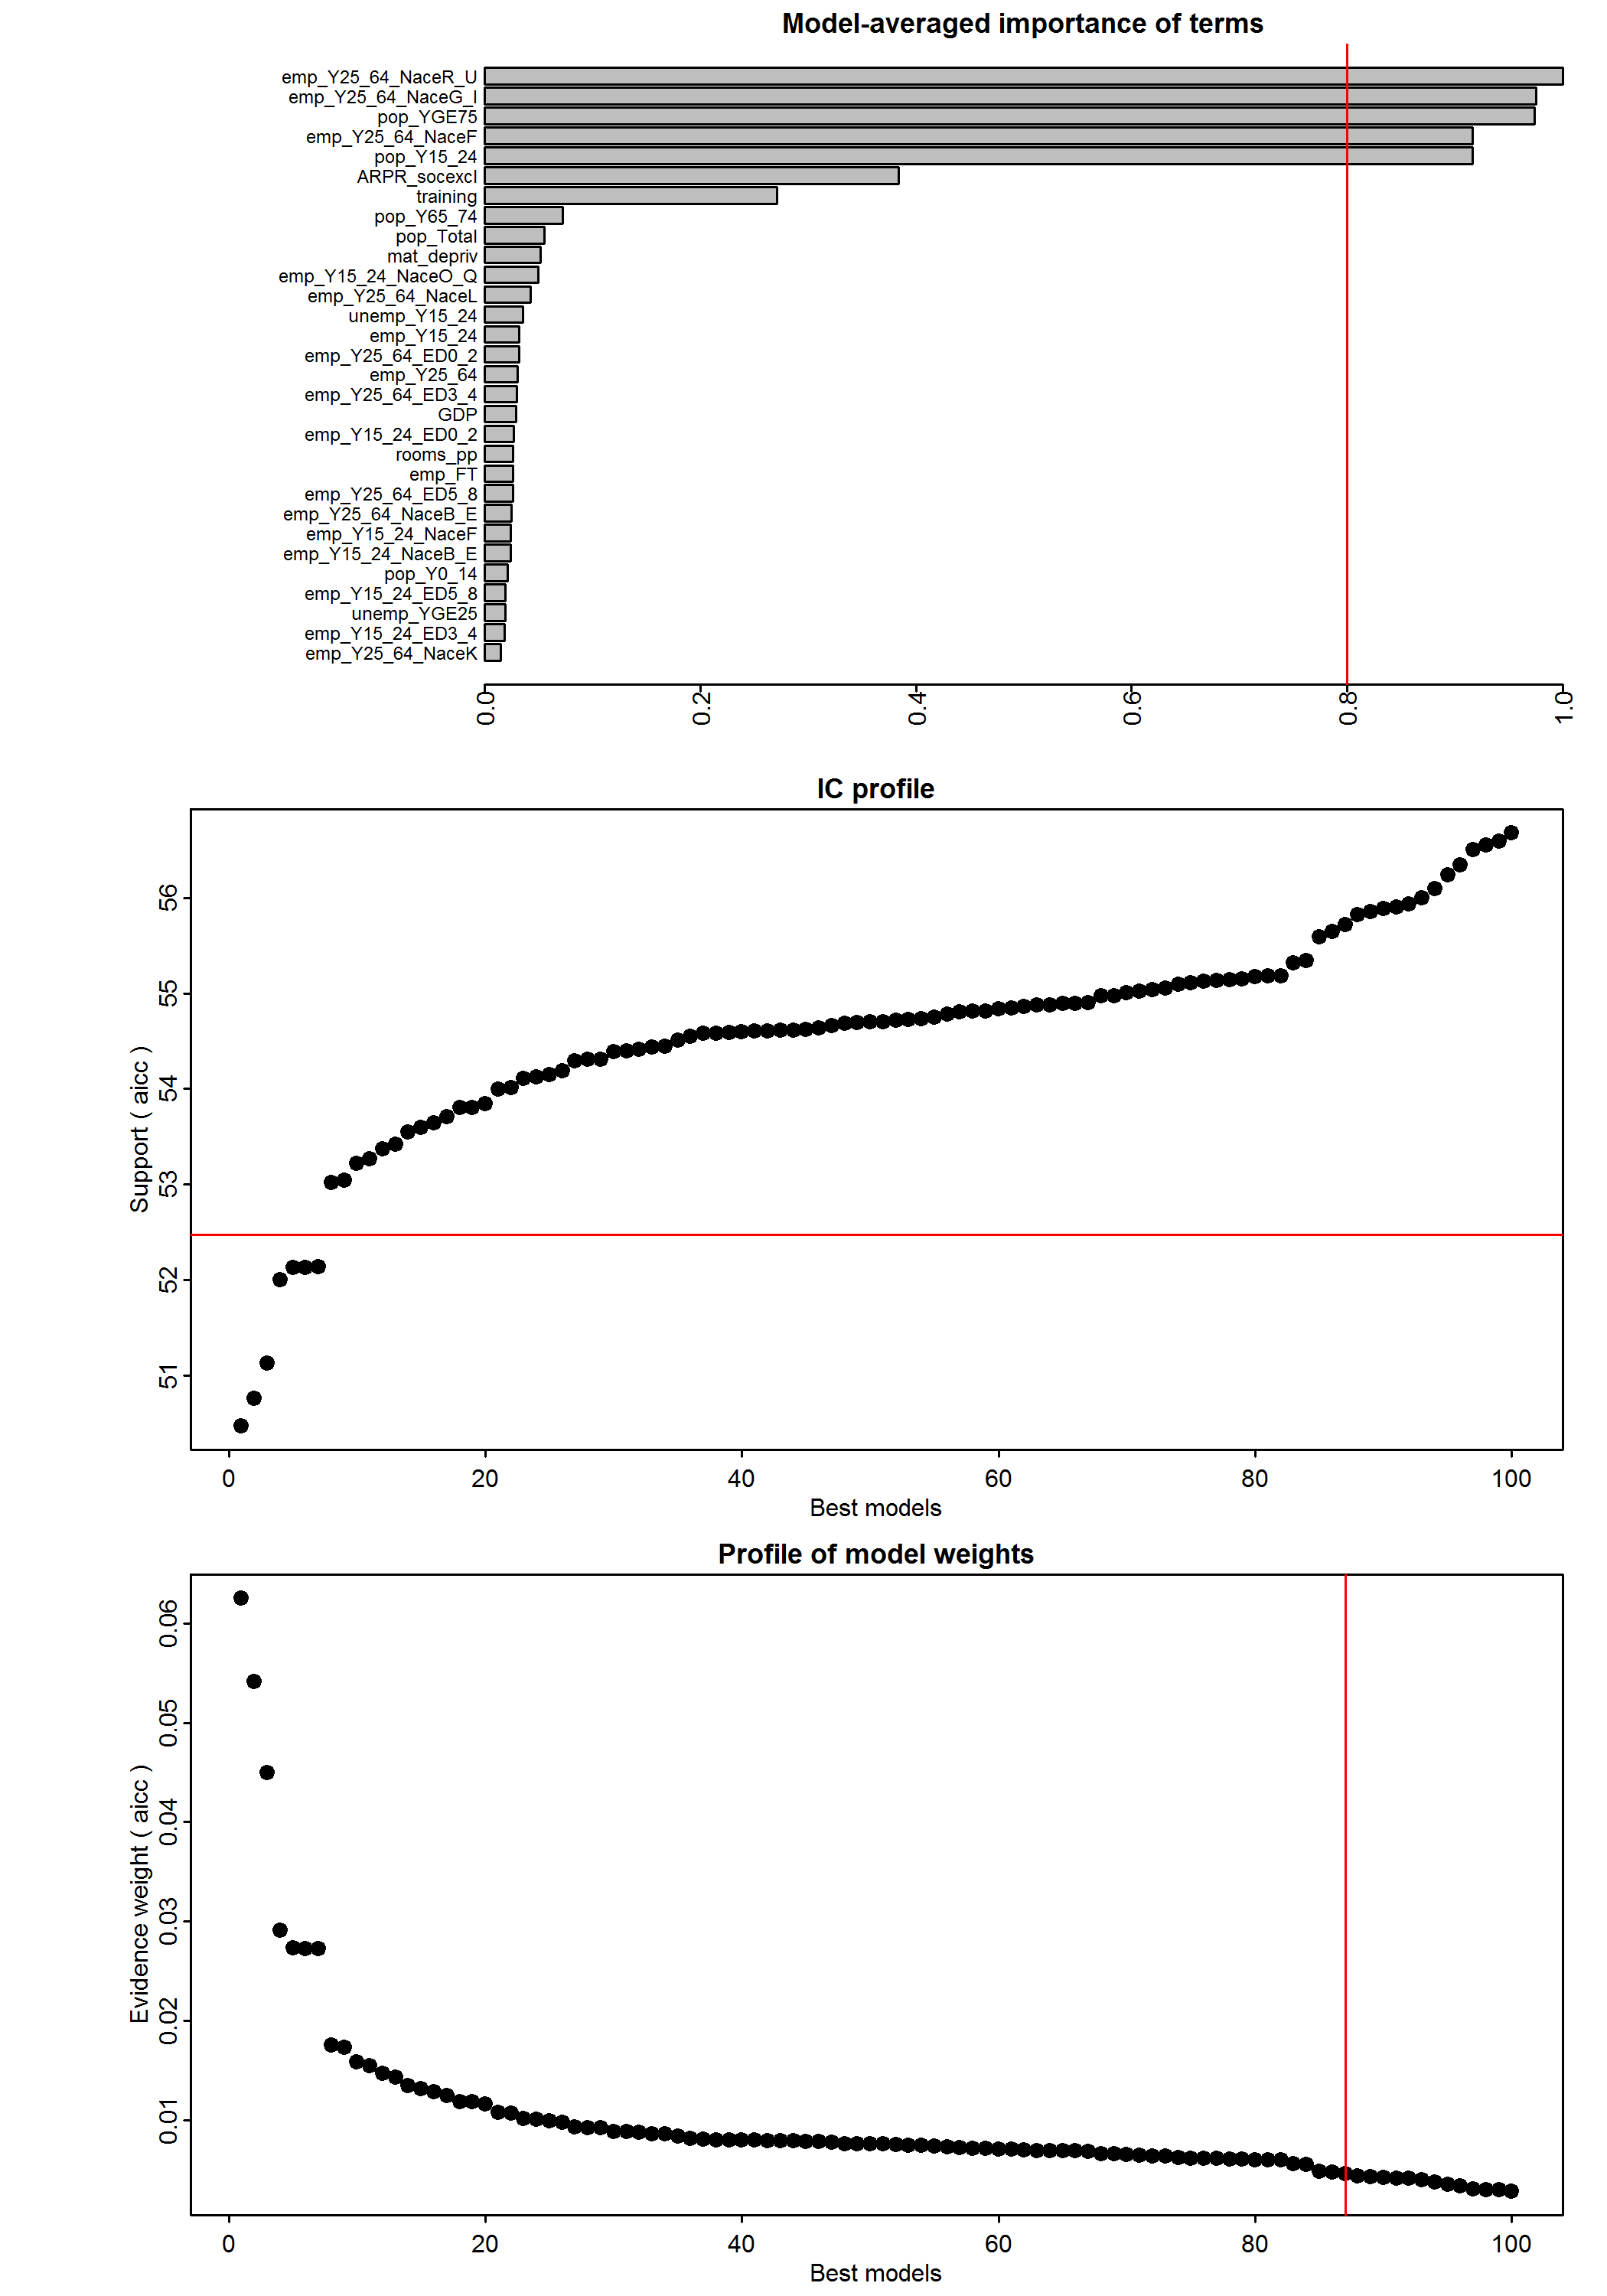 Model-averaged importance of terms
emp_Y25_64_NaceR_U
emp_Y25_64_NaceG_I
pop_YGE75
emp_Y25_64_NaceF
pop_Y15_24
ARPR_socexcl
training
pop_Y65_74
pop_Total
mat_depriv
emp_Y15_24_NaceO_Q
emp_Y25_64_NaceL
unemp_Y15_24
emp_Y15_24
emp_Y25_64_ED0_2
emp_Y25_64
emp_Y25_64_ED3_4
GDP
emp_Y15_24_ED0_2
rooms_pp
emp_FT
emp_Y25_64_ED5_8
emp_Y25_64_NaceB_E
emp_Y15_24_NaceF
emp_Y15_24_NaceB_E
pop_Y0_14
emp_Y15_24_ED5_8
unemp_YGE25
emp_Y15_24_ED3_4
emp_Y25_64_NaceK
0.0 0.2 0.4 0.6 0.8 1.0
IC profile
Support ( aicc )
56
55
54
53
52
51
0 20 40 60 80 100
Best models
Profile of model weights
Evidence weight ( aicc )
0.06
0.05
0.04
0.03
0.02
0.01
0 20 40 60 80 100
Best models